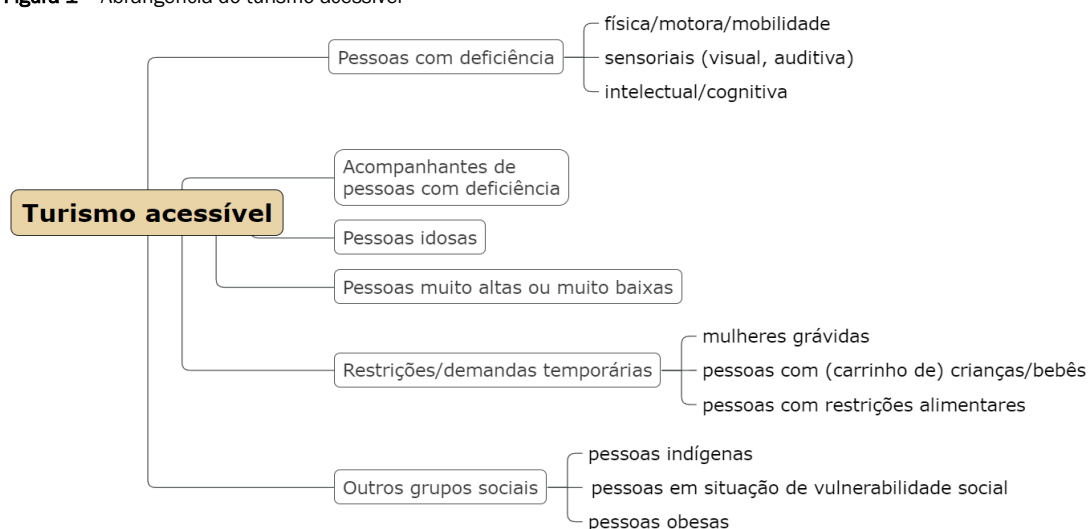 Figura 1 – Abrangência do turismo acessível
física/motora/mobilidade
Pessoas com deficiência
sensoriais (visual, auditiva)
intelectual/cognitiva
Acompanhantes de
pessoas com deficiência
Turismo acessível
Pessoas idosas
Pessoas muito altas ou muito baixas
mulheres grávidas
Restrições/demandas temporárias
pessoas com (carrinho de) crianças/bebês
pessoas com restrições alimentares
pessoas indígenas
Outros grupos sociais
pessoas em situação de vulnerabilidade social
pessoas obesas